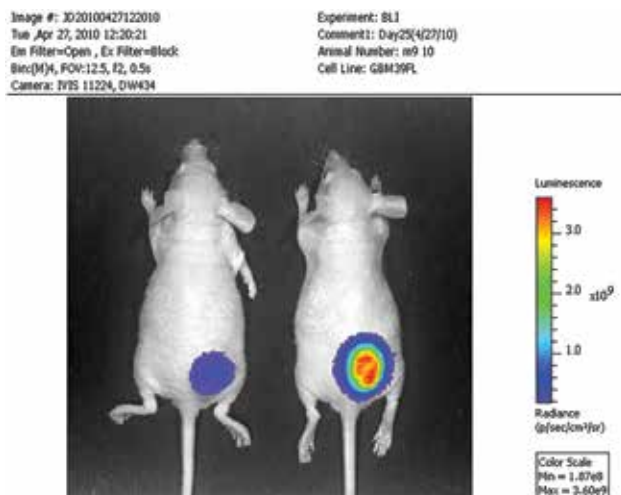 Image #: JD20100427122010
Tue ,Apr 27, 2010 12:20:21
Em Filter=Open , Ex Filter=Block
Bin:(M)4, FOV:12.5, f2, 0.5s
Camera: IVIS 11224, DW434
Experiment: BLI
Comment1: Day25(4/27/10)
Animal Number: m9 10
Cell Line: GBM39FL
Luminescence
3.0
2.0
x10⁹
1.0
Radiance
(p/sec/cm²/sr)
Color Scale
Min = 1.87e8
Max = 3.60e9